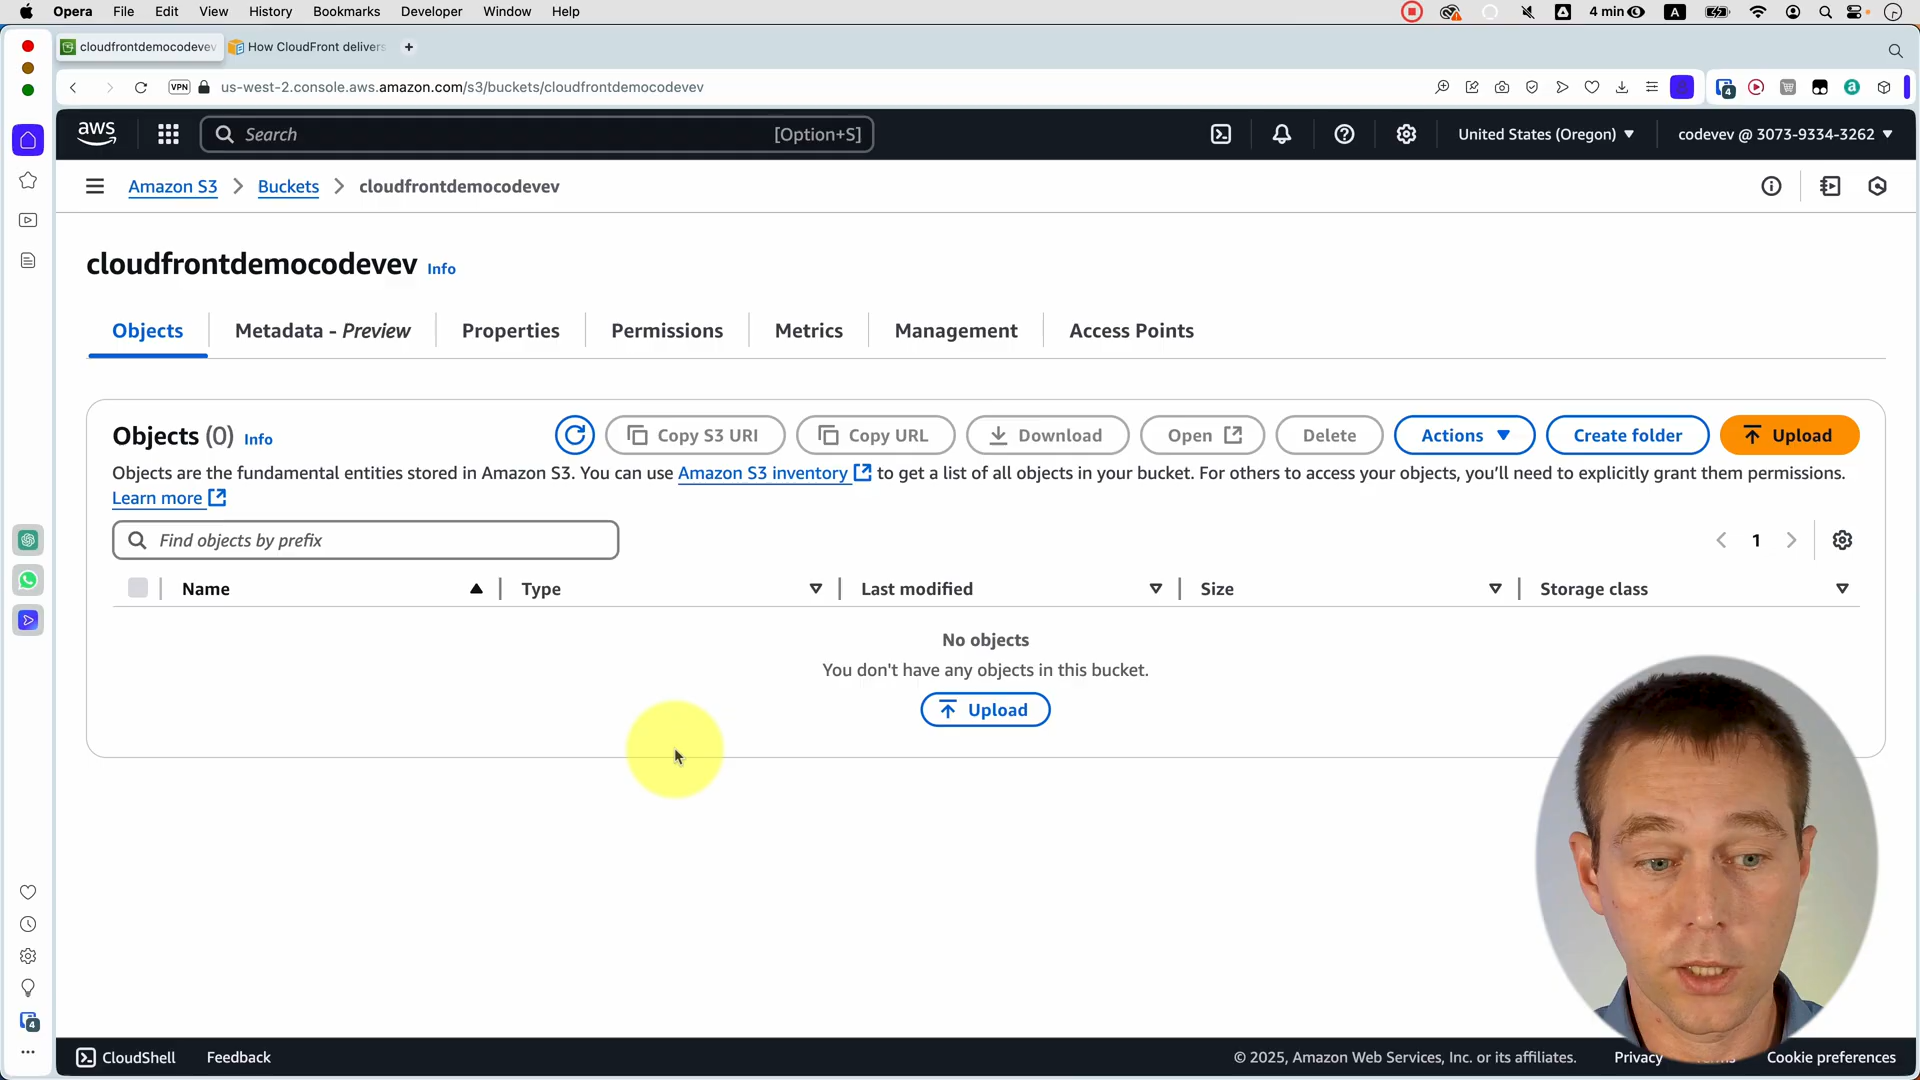 Opera File Edit View History Bookmarks Developer Window Help 4 min A
cloudfrontdemocodevev How CloudFront delivers +
VPN us-west-2.console.aws.amazon.com/s3/buckets/cloudfrontdemocodevev 4 a
aws Search [Option+S] United States (Oregon) codevev @ 3073-9334-3262
Amazon S3 > Buckets > cloudfrontdemocodevev
cloudfrontdemocodevev Info
Objects Metadata - Preview Properties Permissions Metrics Management Access Points
Objects (0) Info Copy S3 URI Copy URL Download Open Delete Actions Create folder Upload
Objects are the fundamental entities stored in Amazon S3. You can use Amazon S3 inventory to get a list of all objects in your bucket. For others to access your objects, you’ll need to explicitly grant them permissions.
Learn more
Find objects by prefix 1
Name Type Last modified Size Storage class
No objects
You don't have any objects in this bucket.
Upload
4
CloudShell Feedback © 2025, Amazon Web Services, Inc. or its affiliates. Privacy Cookie preferences